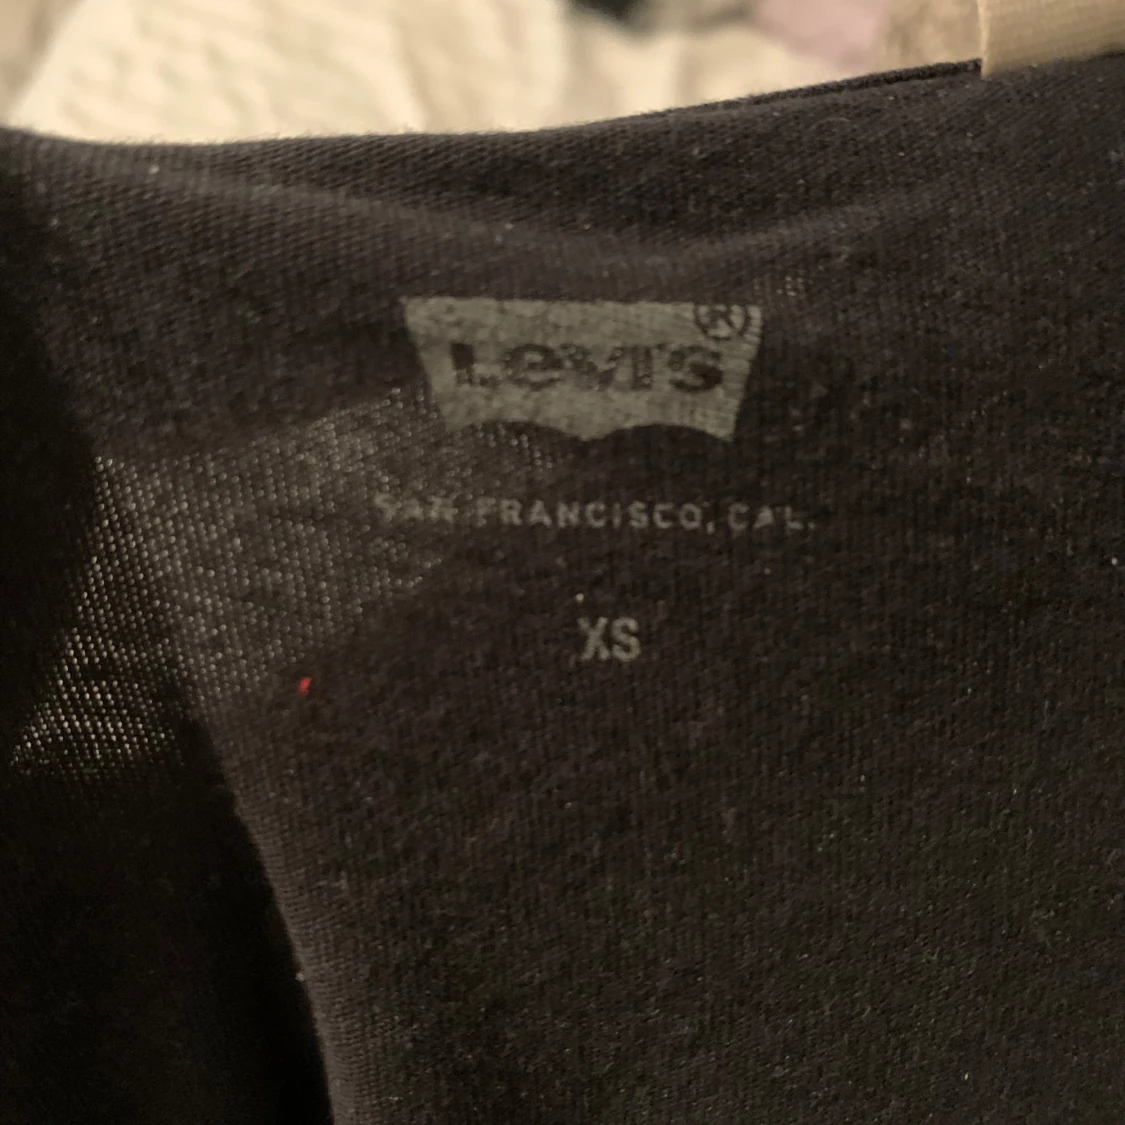 Levi's®
SAN FRANCISCO, CAL.
XS